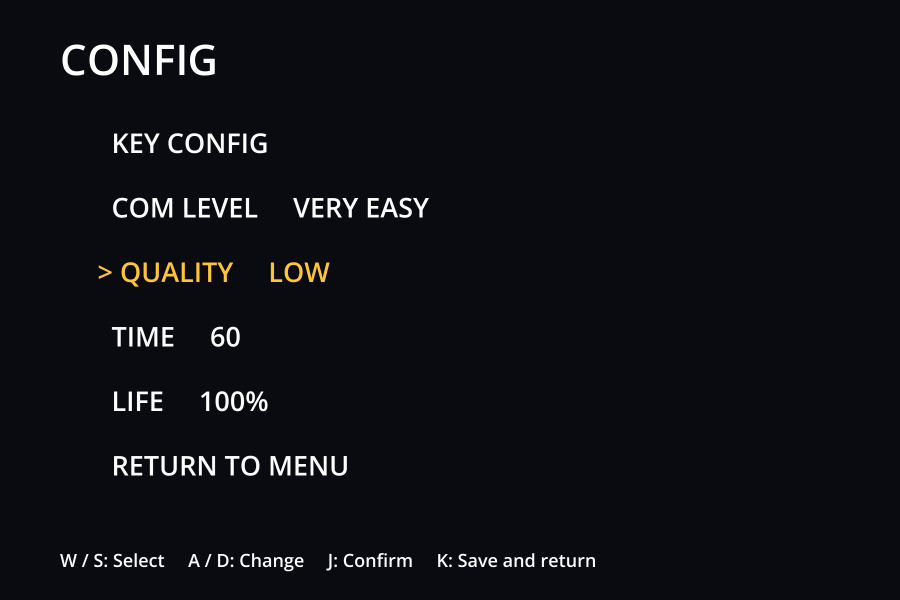 CONFIG
KEY CONFIG
COM LEVEL VERY EASY
> QUALITY LOW
TIME 60
LIFE 100%
RETURN TO MENU
W / S: Select A / D: Change J: Confirm K: Save and return